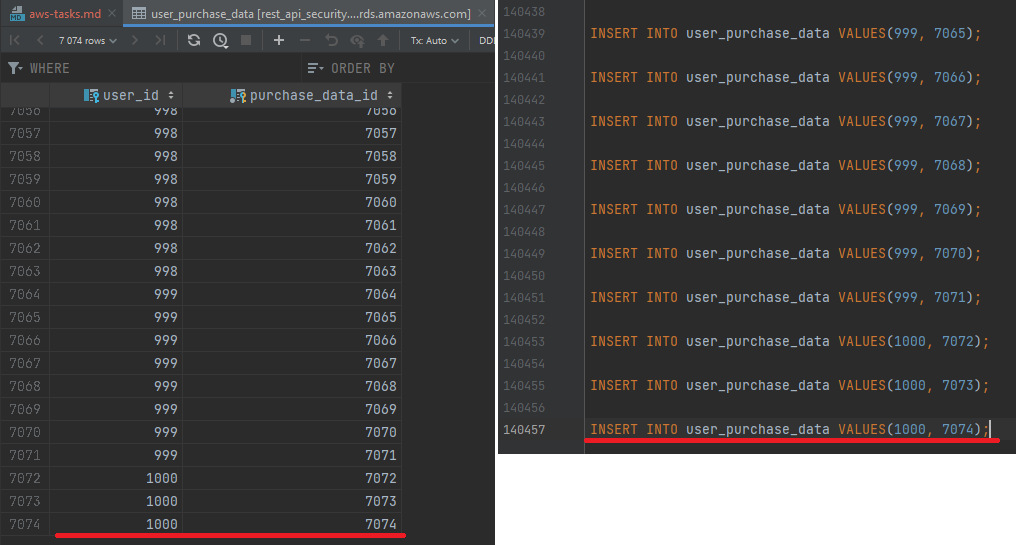 aws-tasks.md
user_purchase_data [rest_api_security....rds.amazonaws.com]
7 074 rows
Tx: Auto
DDL
WHERE
ORDER BY
user_id purchase_data_id
7056 998 7056
7057 998 7057
7058 998 7058
7059 998 7059
7060 998 7060
7061 998 7061
7062 998 7062
7063 998 7063
7064 999 7064
7065 999 7065
7066 999 7066
7067 999 7067
7068 999 7068
7069 999 7069
7070 999 7070
7071 999 7071
7072 1000 7072
7073 1000 7073
7074 1000 7074
140438
140439 INSERT INTO user_purchase_data VALUES(999, 7065);
140440
140441 INSERT INTO user_purchase_data VALUES(999, 7066);
140442
140443 INSERT INTO user_purchase_data VALUES(999, 7067);
140444
140445 INSERT INTO user_purchase_data VALUES(999, 7068);
140446
140447 INSERT INTO user_purchase_data VALUES(999, 7069);
140448
140449 INSERT INTO user_purchase_data VALUES(999, 7070);
140450
140451 INSERT INTO user_purchase_data VALUES(999, 7071);
140452
140453 INSERT INTO user_purchase_data VALUES(1000, 7072);
140454
140455 INSERT INTO user_purchase_data VALUES(1000, 7073);
140456
140457 INSERT INTO user_purchase_data VALUES(1000, 7074);